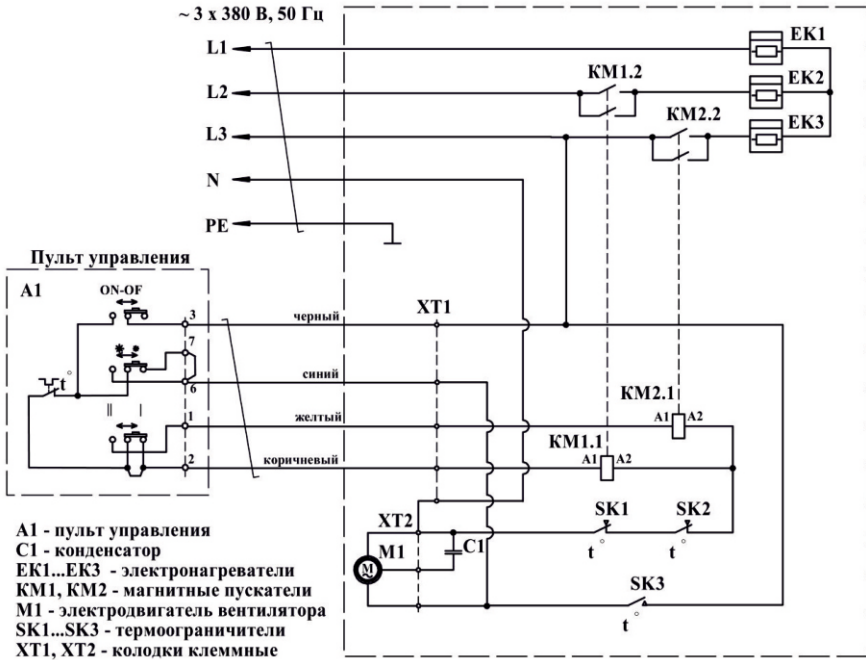 ~ 3 x 380 В, 50 Гц
L1
L2
L3
N
PE
EK1
EK2
EK3
KM1.2
KM2.2
Пульт управления
A1
ON-OF
3
7
6
1
2
t°
|| |
черный
синий
желтый
коричневый
XT1
KM2.1
A1 A2
KM1.1
A1 A2
SK1
t°
SK2
t°
XT2
M1
M
C1
SK3
t°
A1 - пульт управления
C1 - конденсатор
EK1...EK3 - электронагреватели
KM1, KM2 - магнитные пускатели
M1 - электродвигатель вентилятора
SK1...SK3 - термоограничители
XT1, XT2 - колодки клеммные